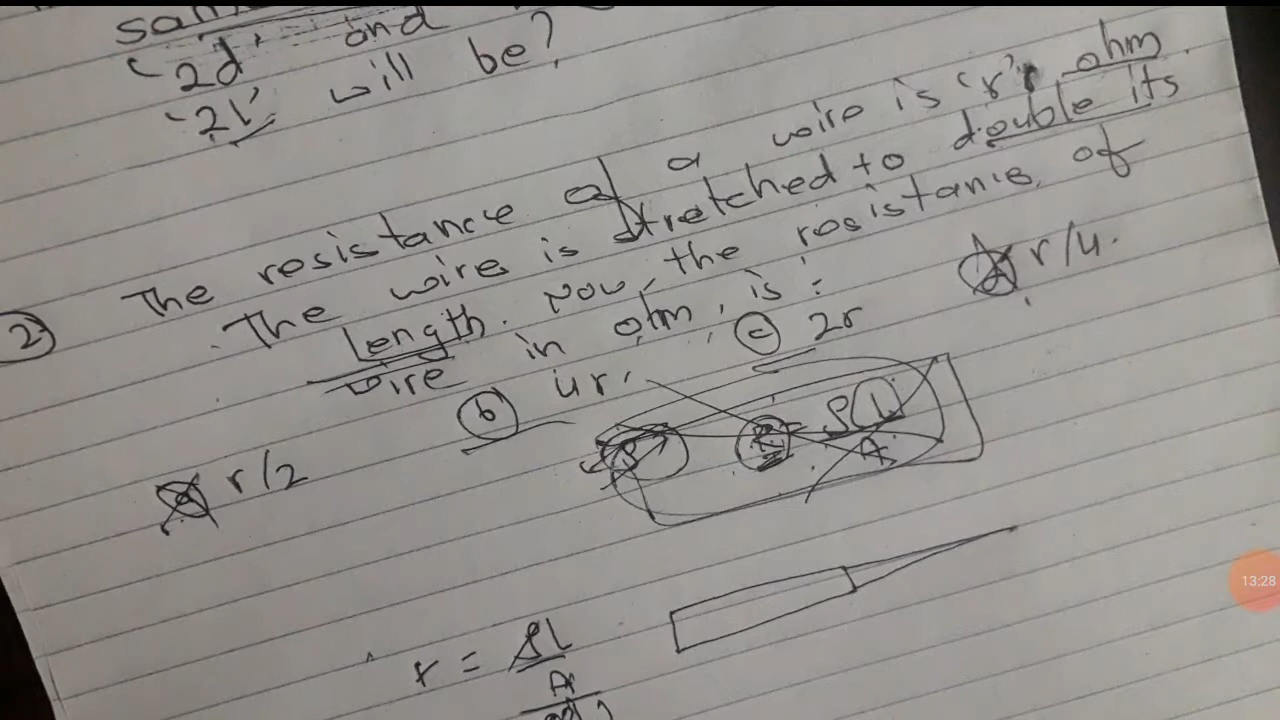 '2d' and
'2l' will be?
2) The resistance of a wire is 'r' ohm.
The wire is stretched to double its
Length. Now, the resistance of
wire in ohm, is :
r/2 (b) 4r. (c) 2r r/4.
R = ρ(L)
A
r = ρl
A
13:28